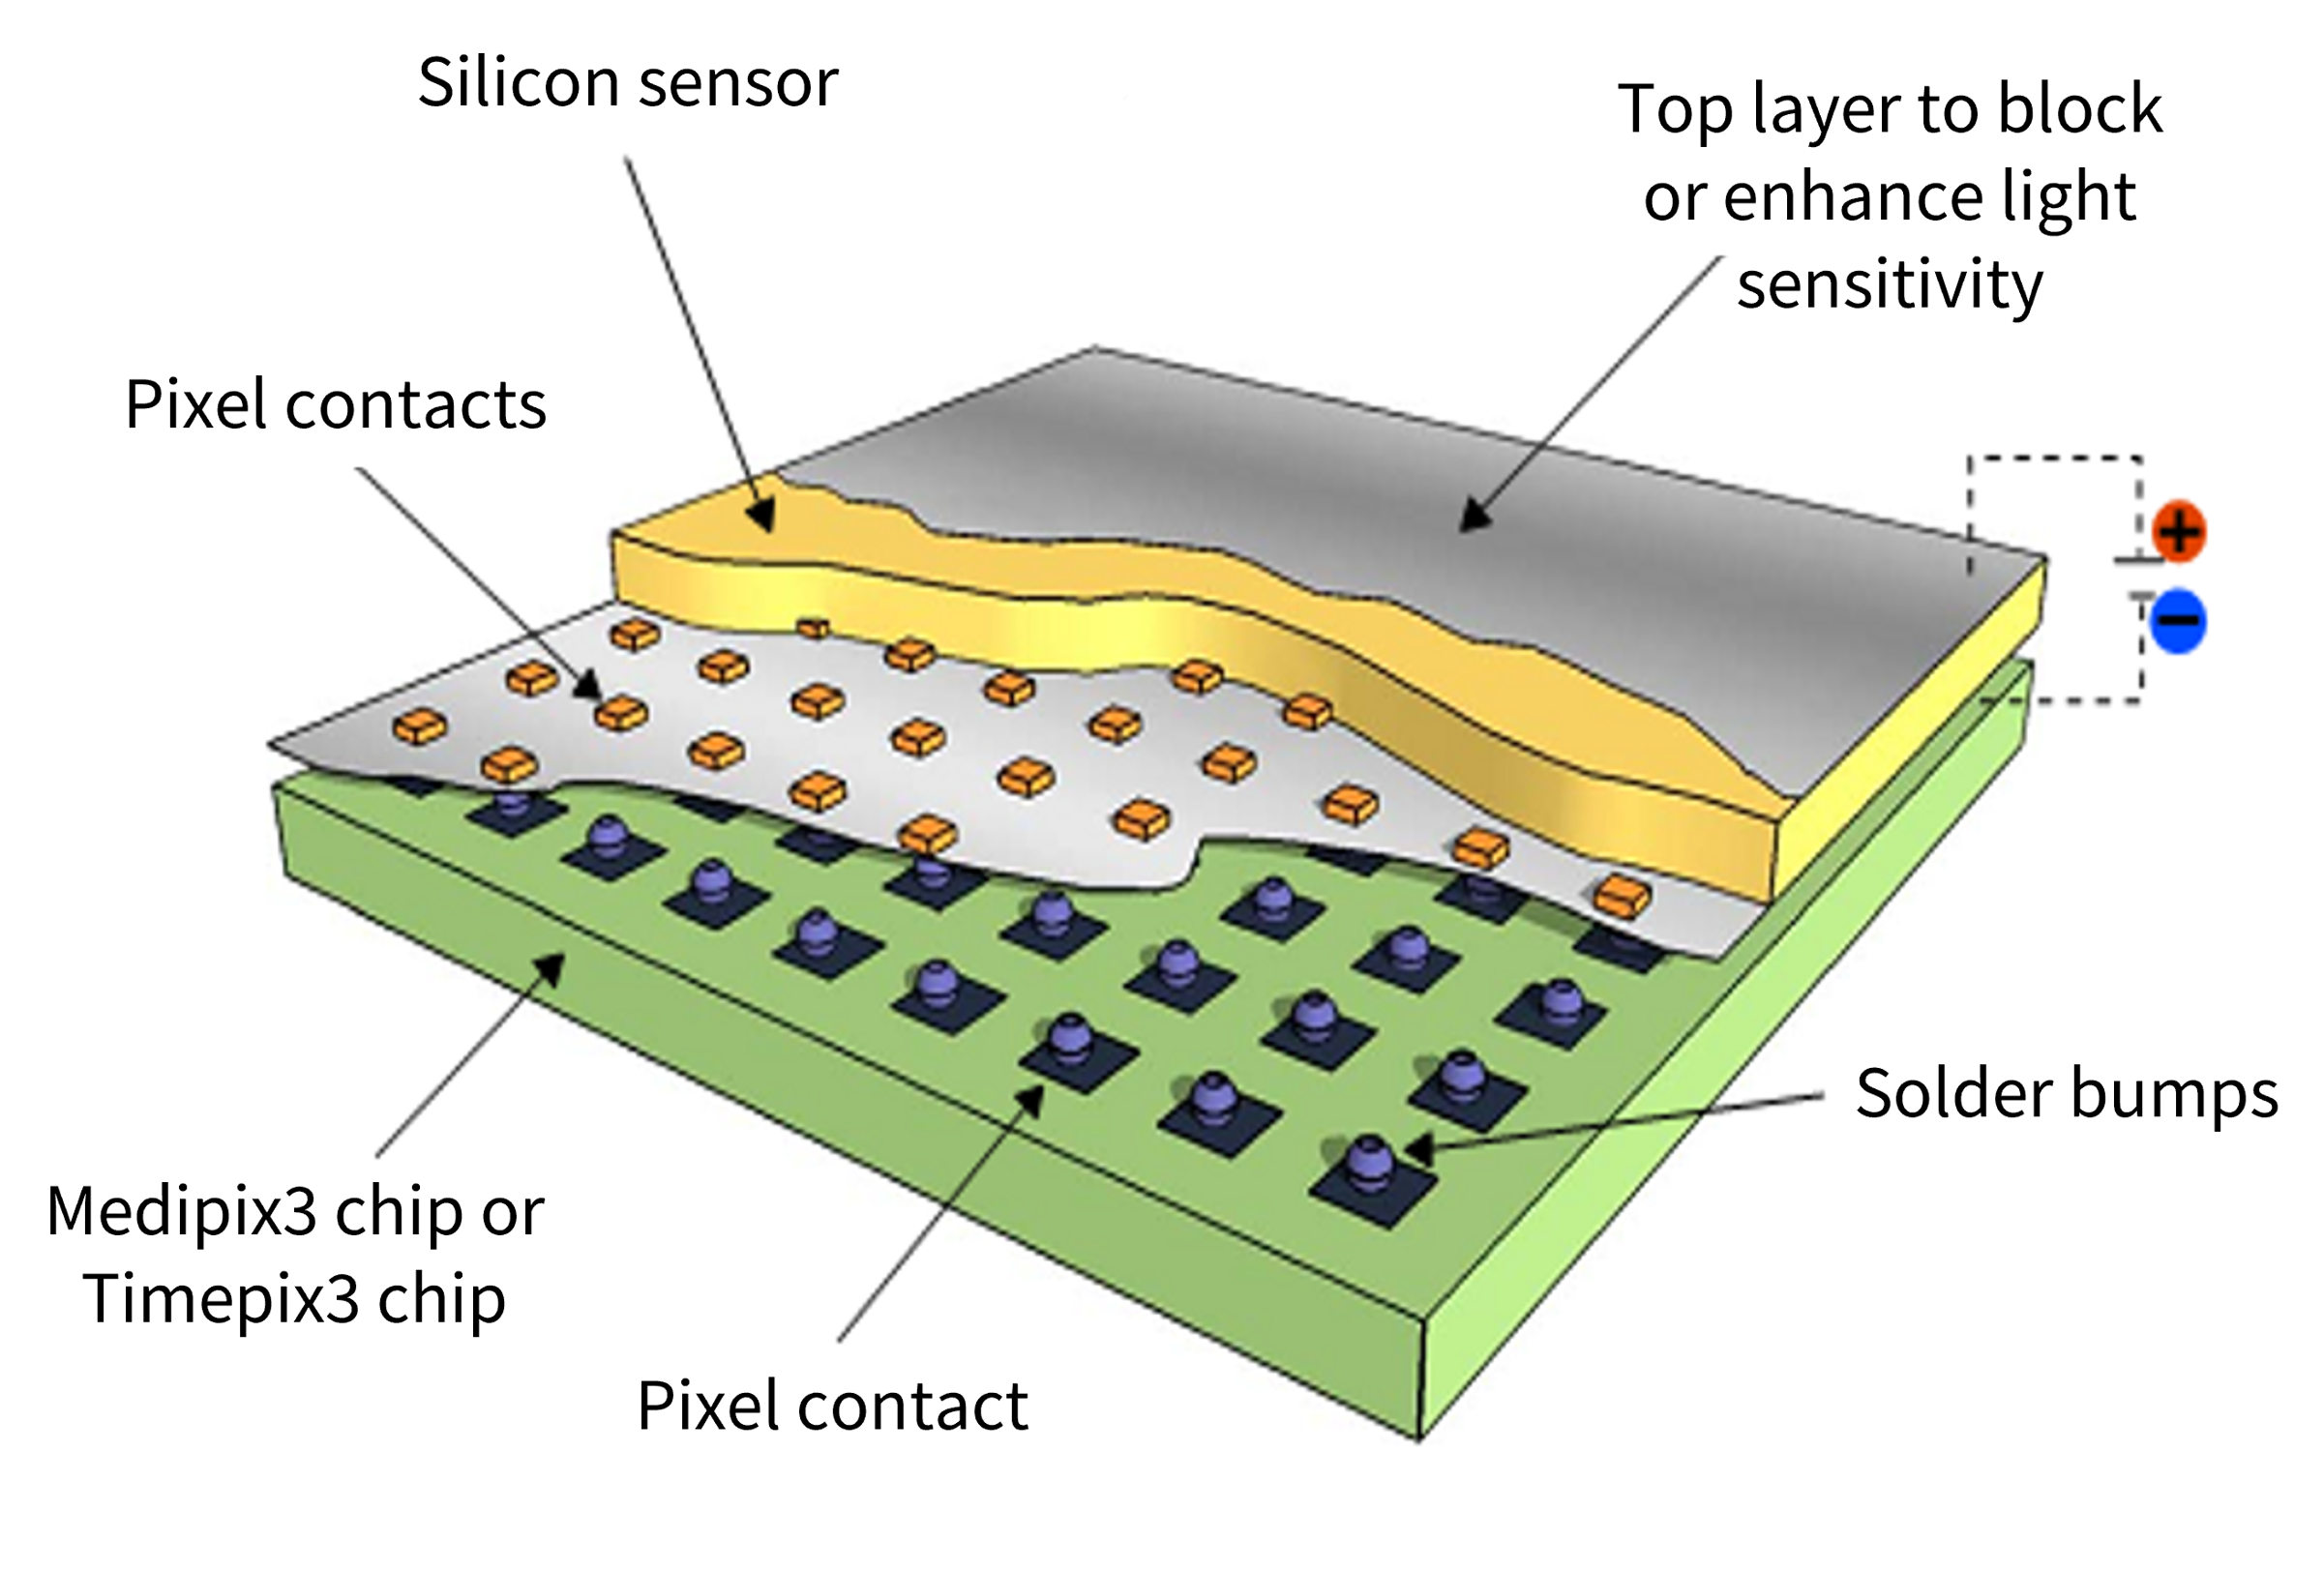 Silicon sensor
Top layer to block
or enhance light
sensitivity
Pixel contacts
+
−
Solder bumps
Medipix3 chip or
Timepix3 chip
Pixel contact